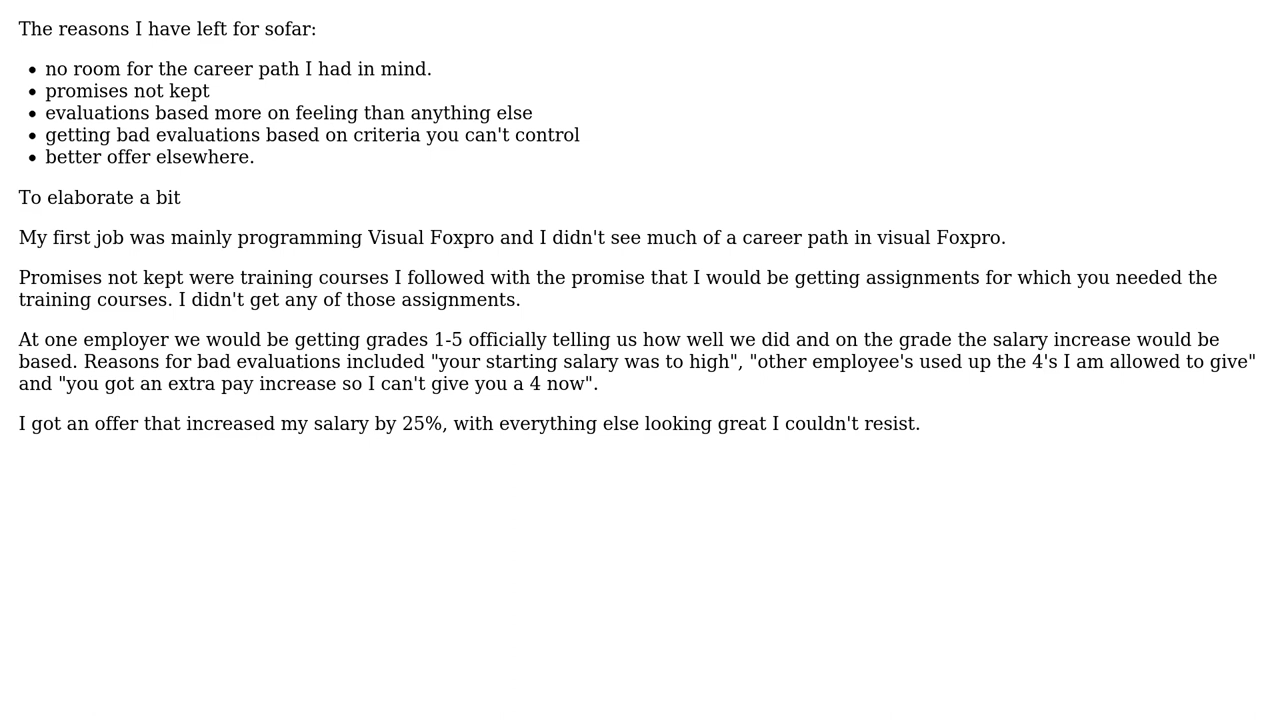 The reasons I have left for sofar:
• no room for the career path I had in mind.
• promises not kept
• evaluations based more on feeling than anything else
• getting bad evaluations based on criteria you can't control
• better offer elsewhere.
To elaborate a bit
My first job was mainly programming Visual Foxpro and I didn't see much of a career path in visual Foxpro.
Promises not kept were training courses I followed with the promise that I would be getting assignments for which you needed the
training courses. I didn't get any of those assignments.
At one employer we would be getting grades 1-5 officially telling us how well we did and on the grade the salary increase would be
based. Reasons for bad evaluations included "your starting salary was to high", "other employee's used up the 4's I am allowed to give"
and "you got an extra pay increase so I can't give you a 4 now".
I got an offer that increased my salary by 25%, with everything else looking great I couldn't resist.